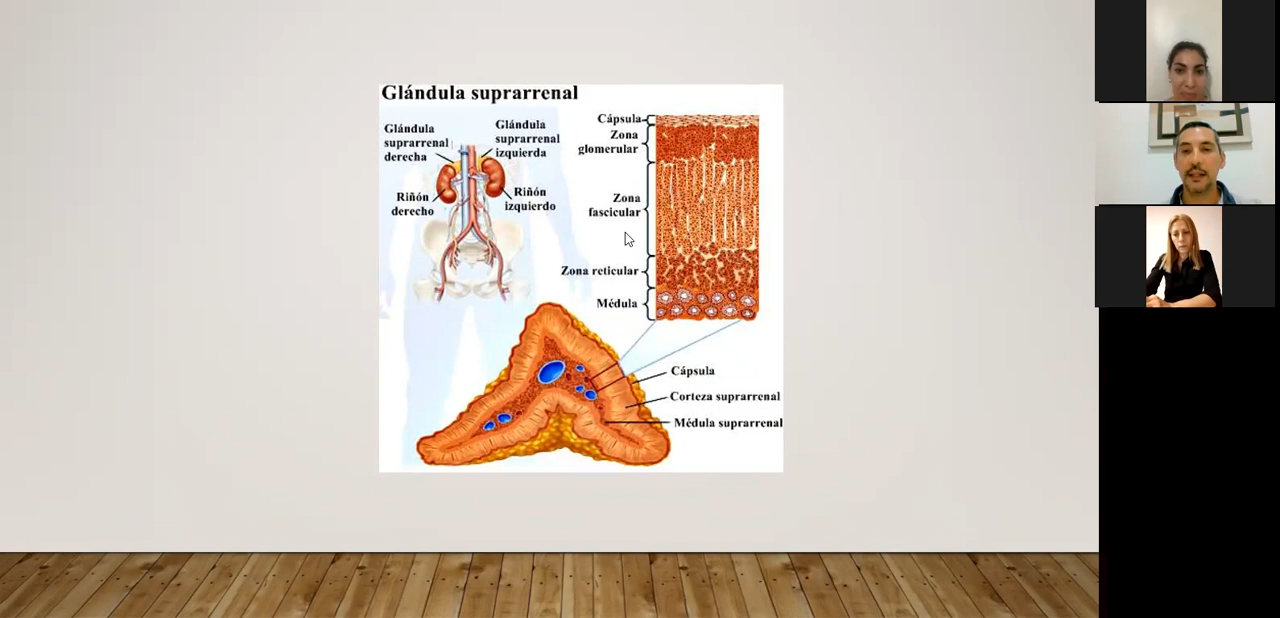 Glándula suprarrenal
Glándula
suprarrenal
derecha
Glándula
suprarrenal
izquierda
Riñón
derecho
Riñón
izquierdo
Cápsula
Zona
glomerular
Zona
fascicular
Zona reticular
Médula
Cápsula
Corteza suprarrenal
Médula suprarrenal